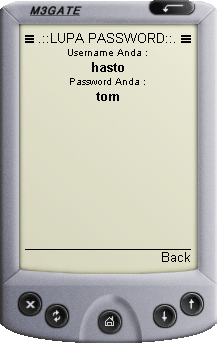 M3GATE
.::LUPA PASSWORD::.
Username Anda :
hasto
Password Anda :
tom
Back